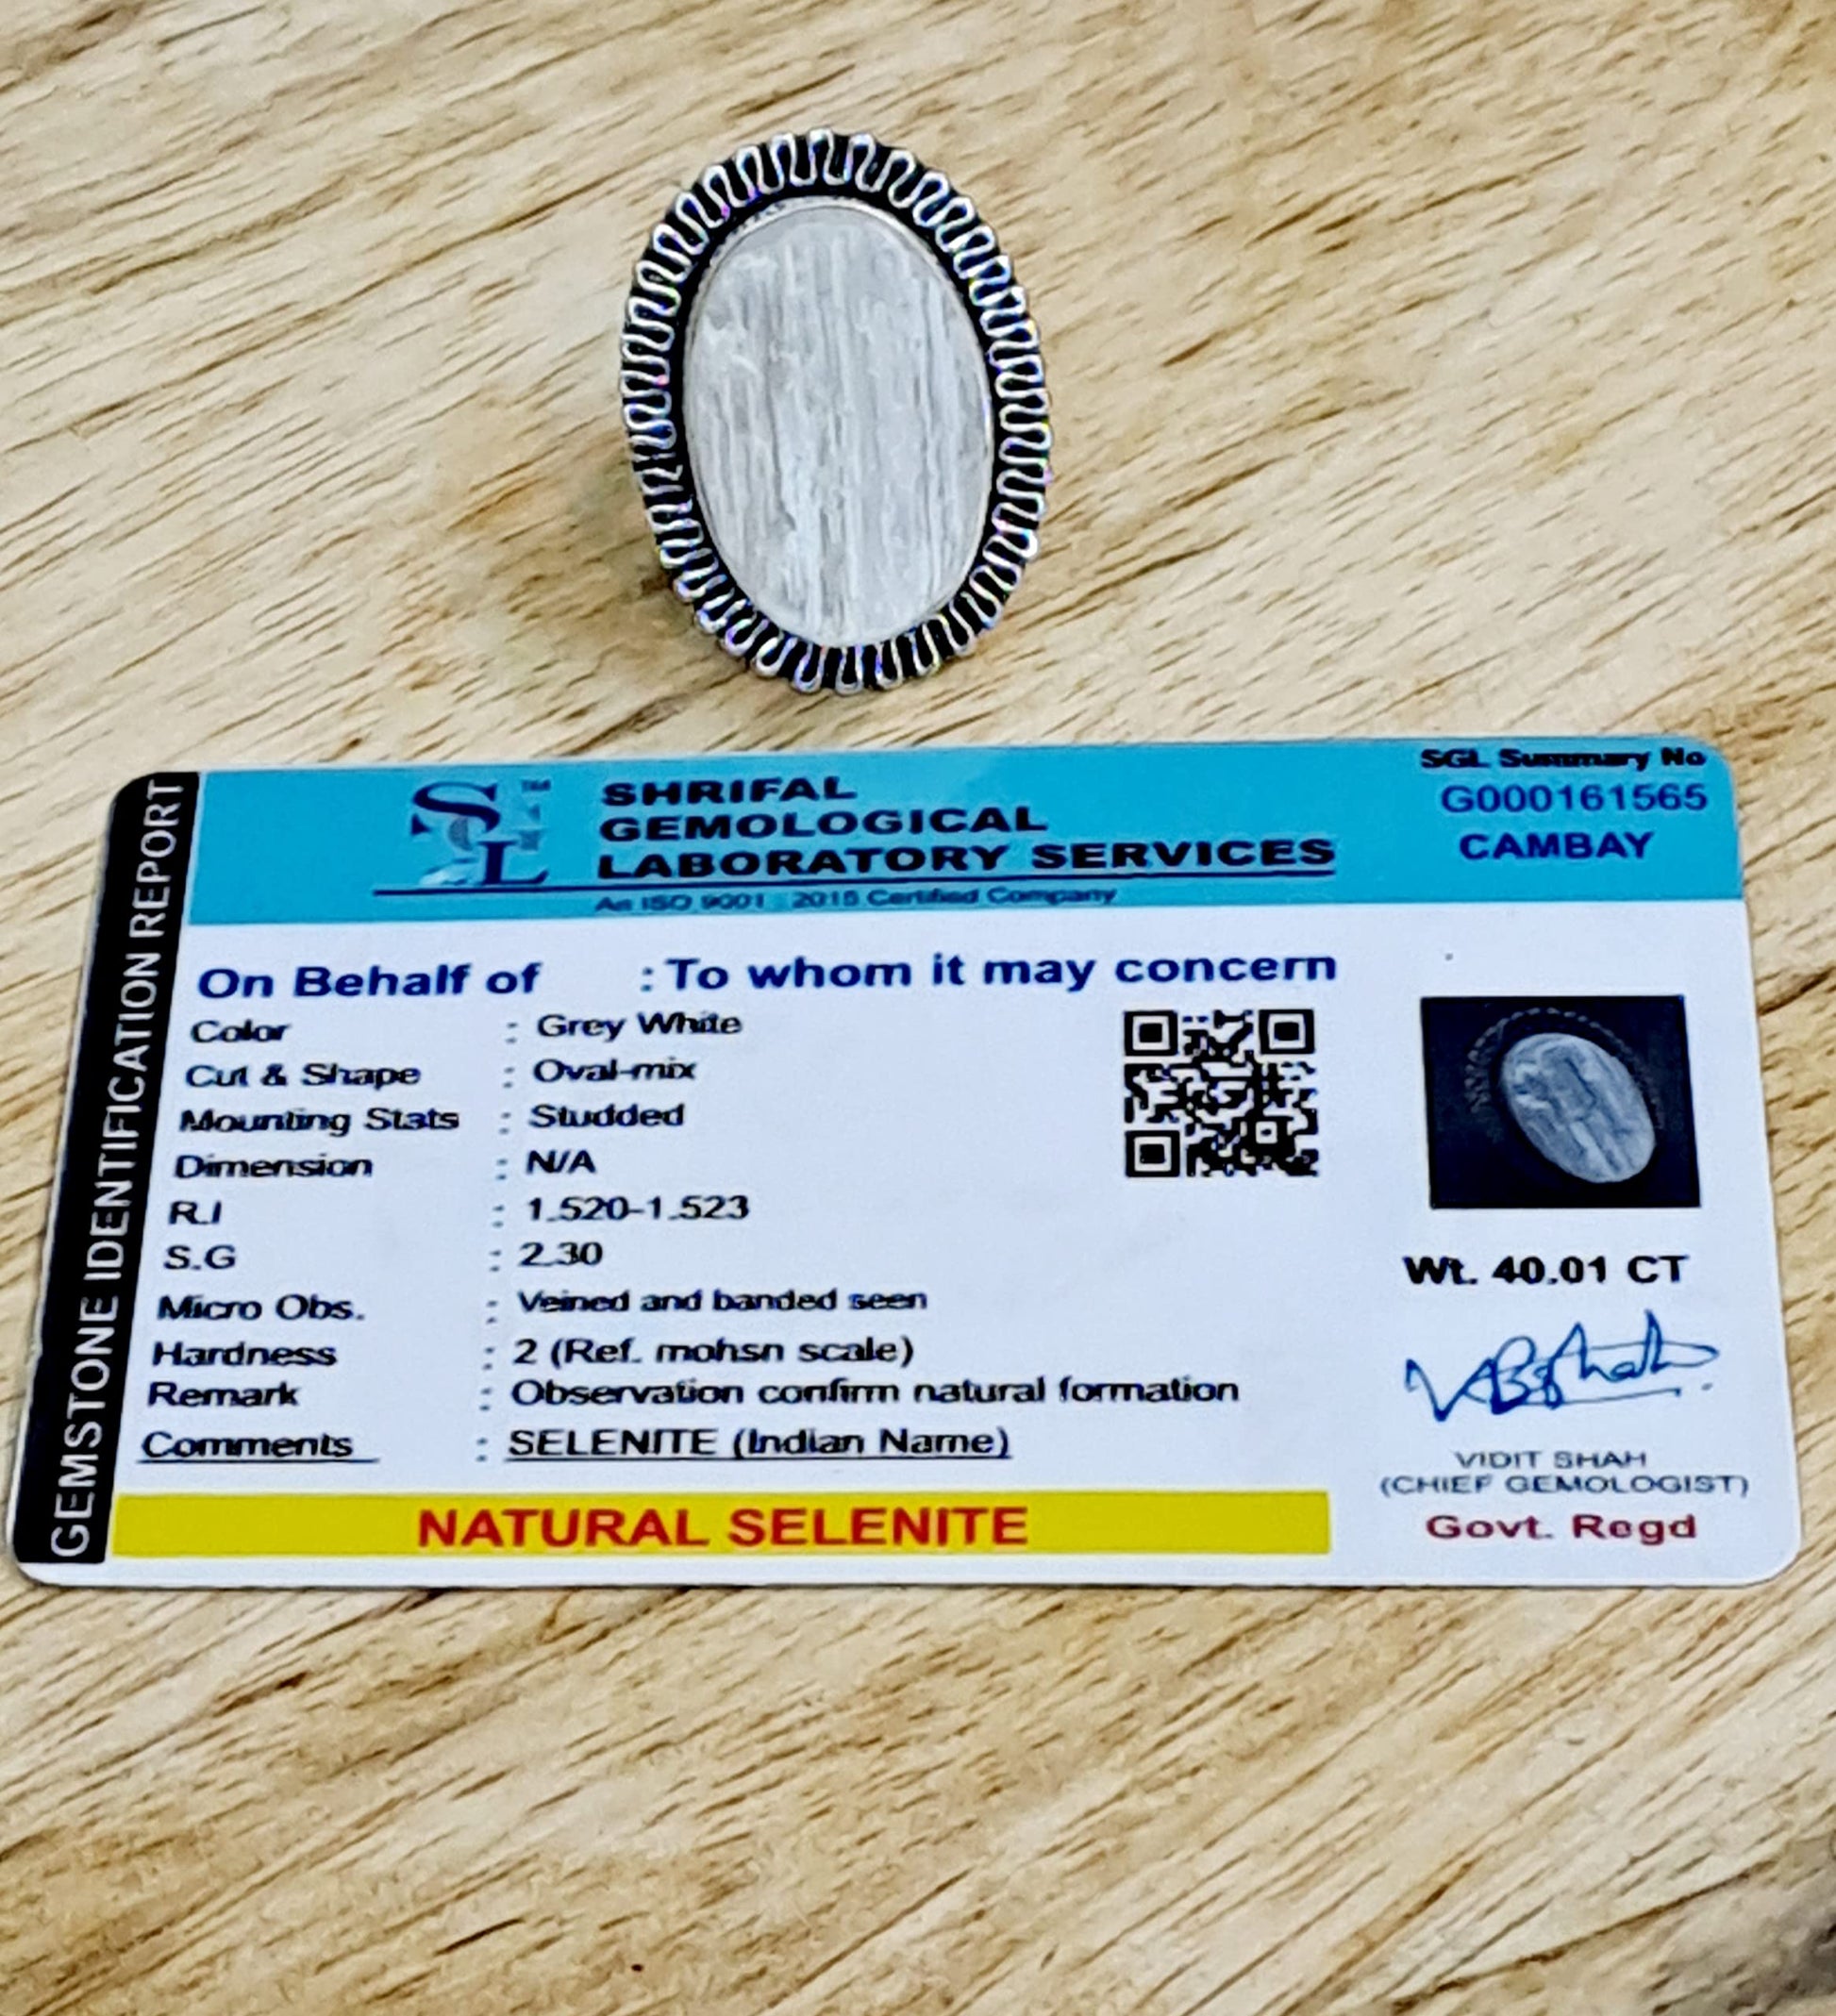 GEMSTONE IDENTIFICATION REPORT
SL
TM
SHRIFAL
GEMOLOGICAL
LABORATORY SERVICES
An ISO 9001 : 2015 Certified Company
SGL Summary No
G000161565
CAMBAY
On Behalf of : To whom it may concern
Color : Grey White
Cut & Shape : Oval-mix
Mounting Stats : Studded
Dimension : N/A
R.I : 1.520-1.523
S.G : 2.30
Micro Obs. : Veined and banded seen
Hardness : 2 (Ref. mohsn scale)
Remark : Observation confirm natural formation
Comments : SELENITE (Indian Name)
NATURAL SELENITE
Wt. 40.01 CT
VIDIT SHAH
(CHIEF GEMOLOGIST)
Govt. Regd